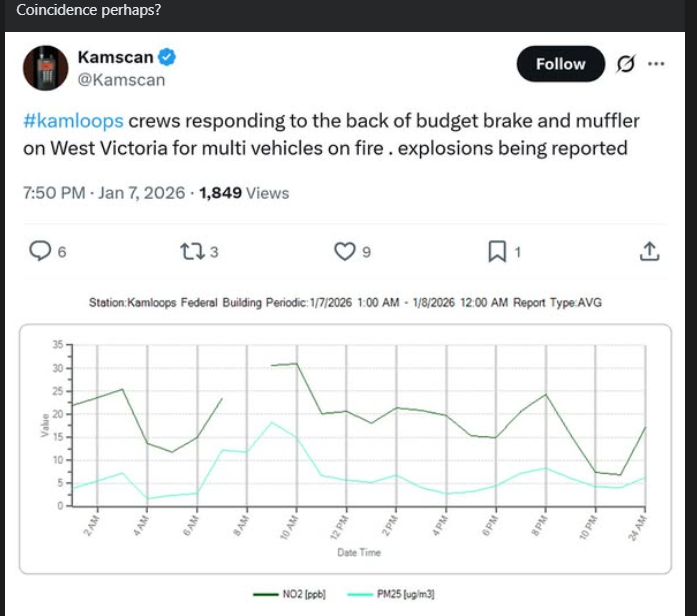 Coincidence perhaps?
Kamscan
@Kamscan
Follow
#kamloops crews responding to the back of budget brake and muffler
on West Victoria for multi vehicles on fire . explosions being reported
7:50 PM · Jan 7, 2026 · 1,849 Views
6 3 9 1
Station:Kamloops Federal Building Periodic:1/7/2026 1:00 AM - 1/8/2026 12:00 AM Report Type:AVG
35
30
25
20
15
10
5
0
Value
2 AM 4 AM 6 AM 8 AM 10 AM 12 PM 2 PM 4 PM 6 PM 8 PM 10 PM 24 AM
Date Time
NO2 [ppb] PM25 [ug/m3]